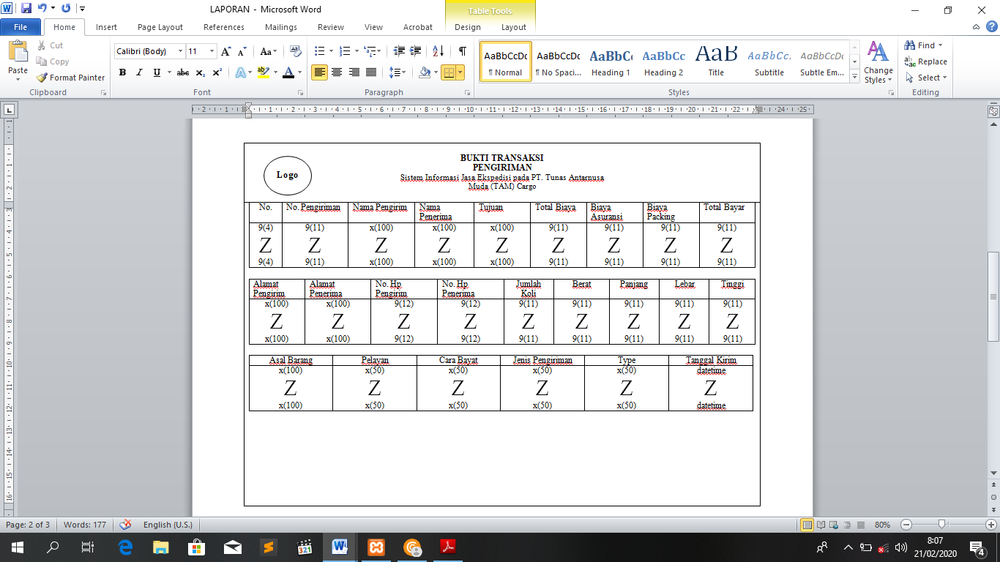 LAPORAN - Microsoft Word
Table Tools
File Home Insert Page Layout References Mailings Review View Acrobat Design Layout
Paste
Cut
Copy
Format Painter
Clipboard
Calibri (Body) 11
Font
Paragraph
AaBbCcDc AaBbCcDc AaBbCc AaBbCc AaB AaBbCc. AaBbCcDc
¶ Normal ¶ No Spaci... Heading 1 Heading 2 Title Subtitle Subtle Em...
Change
Styles
Styles
Find
Replace
Select
Editing
Logo
BUKTI TRANSAKSI
PENGIRIMAN
Sistem Informasi Jasa Ekspedisi pada PT. Tunas Antarnusa
Muda (TAM) Cargo
No. No. Pengiriman Nama Pengirim Nama Penerima Tujuan Total Biaya Biaya Asuransi Biaya Packing Total Bayar
9(4) 9(11) x(100) x(100) x(100) 9(11) 9(11) 9(11) 9(11)
Z Z Z Z Z Z Z Z Z
9(4) 9(11) x(100) x(100) x(100) 9(11) 9(11) 9(11) 9(11)
Alamat Pengirim Alamat Penerima No. Hp Pengirim No. Hp Penerima Jumlah Koli Berat Panjang Lebar Tinggi
x(100) x(100) 9(12) 9(12) 9(11) 9(11) 9(11) 9(11) 9(11)
Z Z Z Z Z Z Z Z Z
x(100) x(100) 9(12) 9(12) 9(11) 9(11) 9(11) 9(11) 9(11)
Asal Barang Pelayan Cara Bayat Jenis Pengiriman Type Tanggal Kirim
x(100) x(50) x(50) x(50) x(50) datetime
Z Z Z Z Z Z
x(100) x(50) x(50) x(50) x(50) datetime
Page: 2 of 3 Words: 177 English (U.S.) 80%
8:07
21/02/2020
4